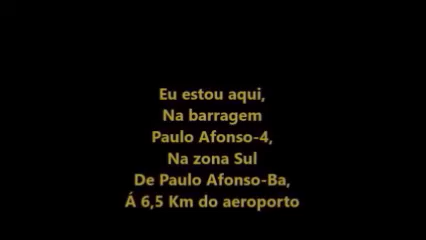 Eu estou aqui,
Na barragem
Paulo Afonso-4,
Na zona Sul
De Paulo Afonso-Ba,
Á 6,5 Km do aeroporto